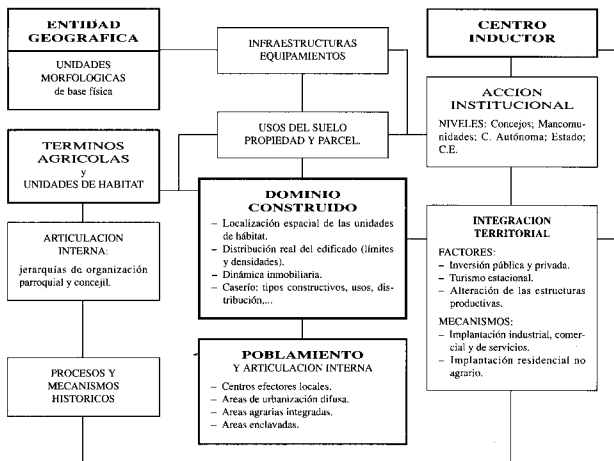 ENTIDAD
GEOGRAFICA
UNIDADES
MORFOLOGICAS
de base física
TERMINOS
AGRICOLAS
y
UNIDADES DE HABITAT
ARTICULACION
INTERNA:
jerarquías de organización
parroquial y concejil.
PROCESOS Y
MECANISMOS
HISTORICOS
INFRAESTRUCTURAS
EQUIPAMIENTOS
USOS DEL SUELO
PROPIEDAD Y PARCEL.
DOMINIO
CONSTRUIDO
– Localización espacial de las unidades
de hábitat.
– Distribución real del edificado (límites
y densidades).
– Dinámica inmobiliaria.
– Caserío: tipos constructivos, usos, dis-
tribución,...
POBLAMIENTO
Y ARTICULACION INTERNA
– Centros efectores locales.
– Areas de urbanización difusa.
– Areas agrarias integradas.
– Areas enclavadas.
CENTRO
INDUCTOR
ACCION
INSTITUCIONAL
NIVELES: Concejos; Mancomu-
nidades; C. Autónoma; Estado;
C.E.
INTEGRACION
TERRITORIAL
FACTORES:
– Inversión pública y privada.
– Turismo estacional.
– Alteración de las estructuras
productivas.
MECANISMOS:
– Implantación industrial, comer-
cial y de servicios.
– Implantación residencial no
agrario.